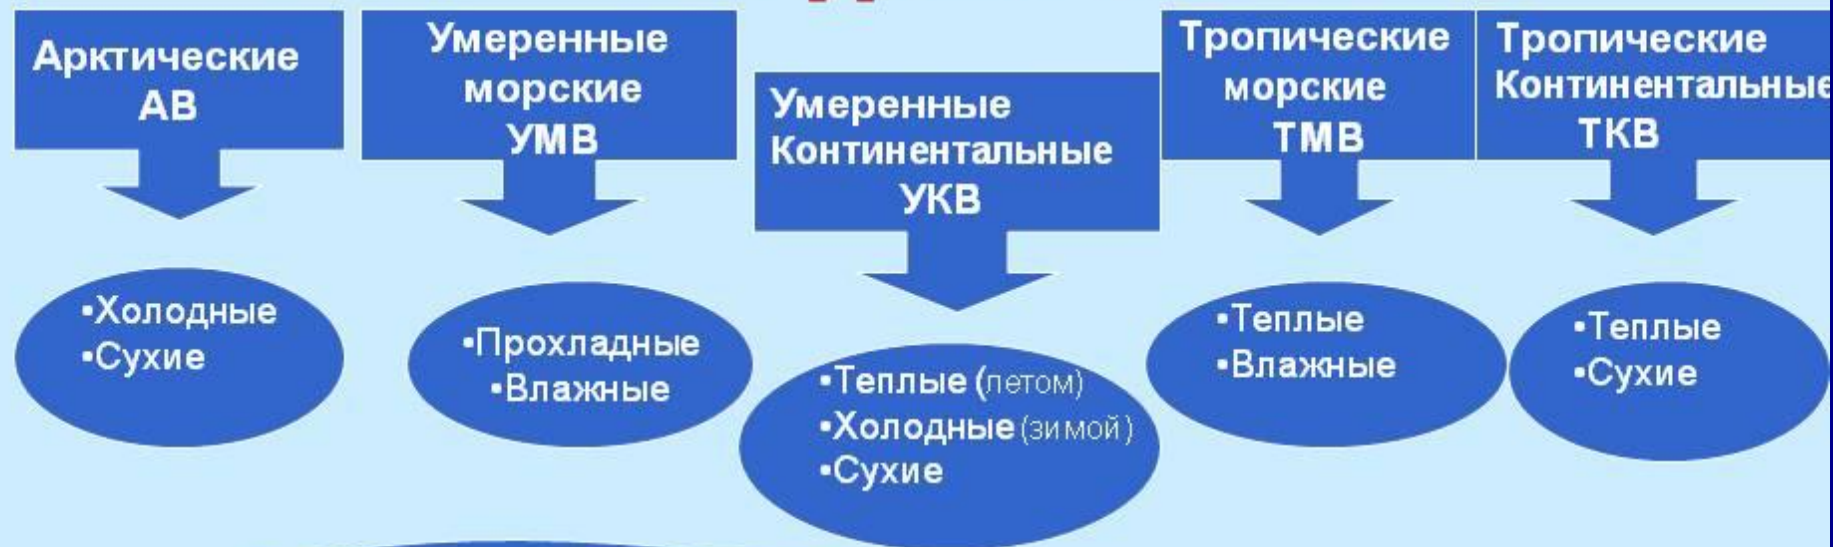 Арктические
АВ
Умеренные
морские
УМВ
Умеренные
Континентальные
УКВ
Тропические
морские
ТМВ
Тропические
Континентальные
ТКВ
▪Холодные
▪Сухие
▪Прохладные
▪Влажные
▪Теплые (летом)
▪Холодные (зимой)
▪Сухие
▪Теплые
▪Влажные
▪Теплые
▪Сухие